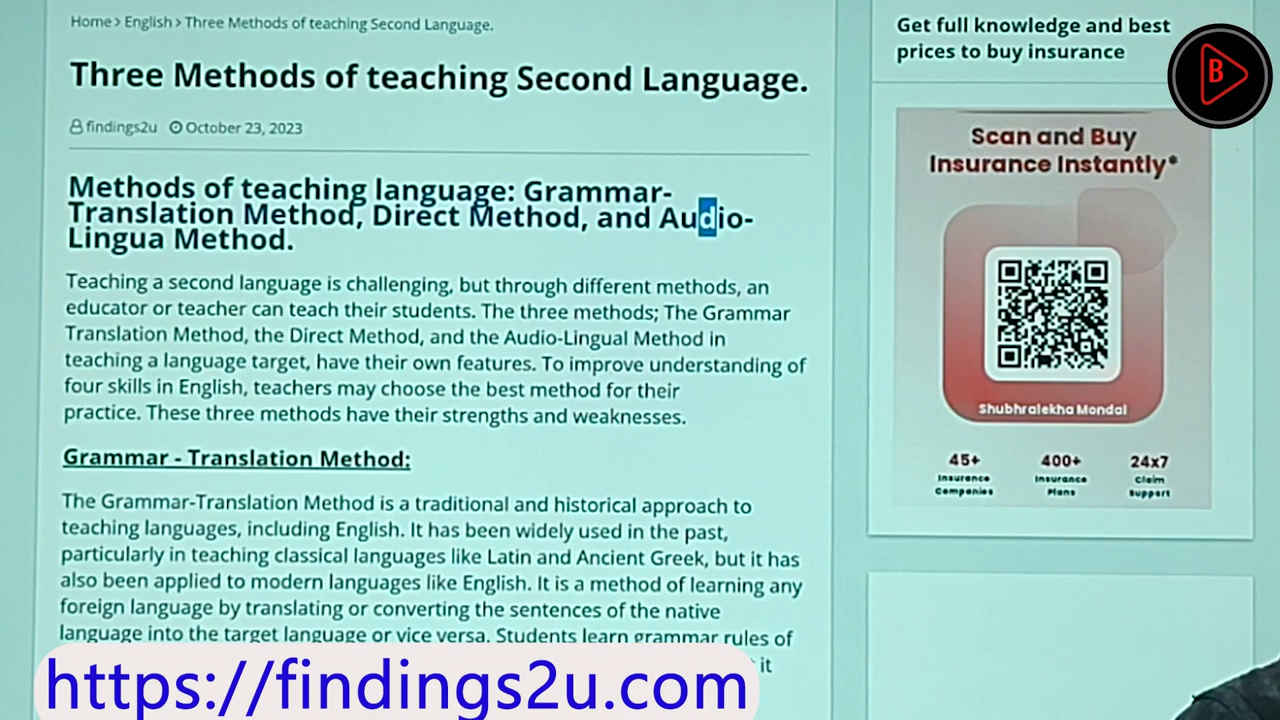 Home > English > Three Methods of teaching Second Language.
Three Methods of teaching Second Language.
findings2u October 23, 2023
Methods of teaching language: Grammar-
Translation Method, Direct Method, and Audio-
Lingua Method.
Teaching a second language is challenging, but through different methods, an
educator or teacher can teach their students. The three methods; The Grammar
Translation Method, the Direct Method, and the Audio-Lingual Method in
teaching a language target, have their own features. To improve understanding of
four skills in English, teachers may choose the best method for their
practice. These three methods have their strengths and weaknesses.
Grammar - Translation Method:
The Grammar-Translation Method is a traditional and historical approach to
teaching languages, including English. It has been widely used in the past,
particularly in teaching classical languages like Latin and Ancient Greek, but it has
also been applied to modern languages like English. It is a method of learning any
foreign language by translating or converting the sentences of the native
language into the target language or vice versa. Students learn grammar rules of
it
https://findings2u.com
Get full knowledge and best
prices to buy insurance
B
Scan and Buy
Insurance Instantly*
Shubhralekha Mondal
45+ 400+ 24x7
Insurance Insurance Claim
Companies Plans Support